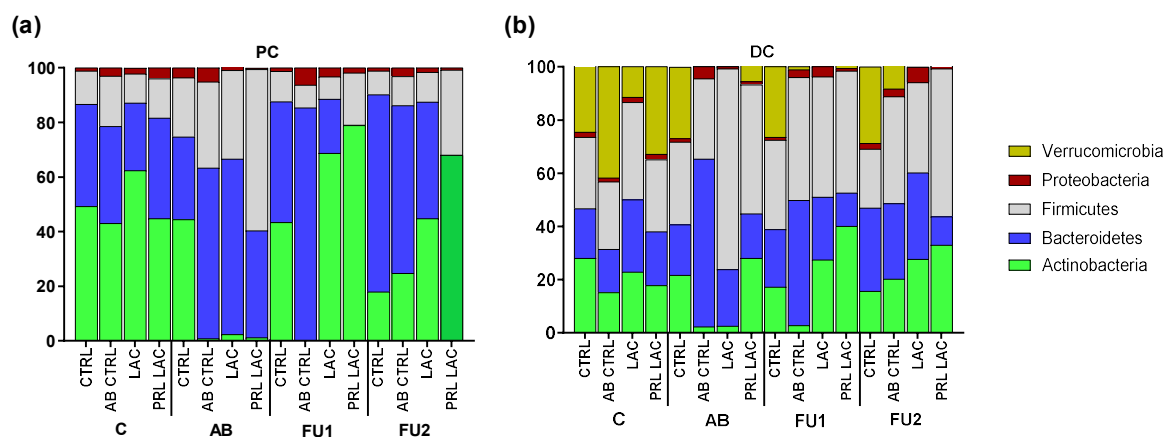 (a)
PC
100
80
60
40
20
0
CTRL
AB CTRL
LAC
PRL LAC
CTRL
AB CTRL
LAC
PRL LAC
CTRL
AB CTRL
LAC
PRL LAC
CTRL
AB CTRL
LAC
PRL LAC
C
AB
FU1
FU2
(b)
DC
100
80
60
40
20
0
CTRL
AB CTRL
LAC
PRL LAC
CTRL
AB CTRL
LAC
PRL LAC
CTRL
AB CTRL
LAC
PRL LAC
CTRL
AB CTRL
LAC
PRL LAC
C
AB
FU1
FU2
Verrucomicrobia
Proteobacteria
Firmicutes
Bacteroidetes
Actinobacteria